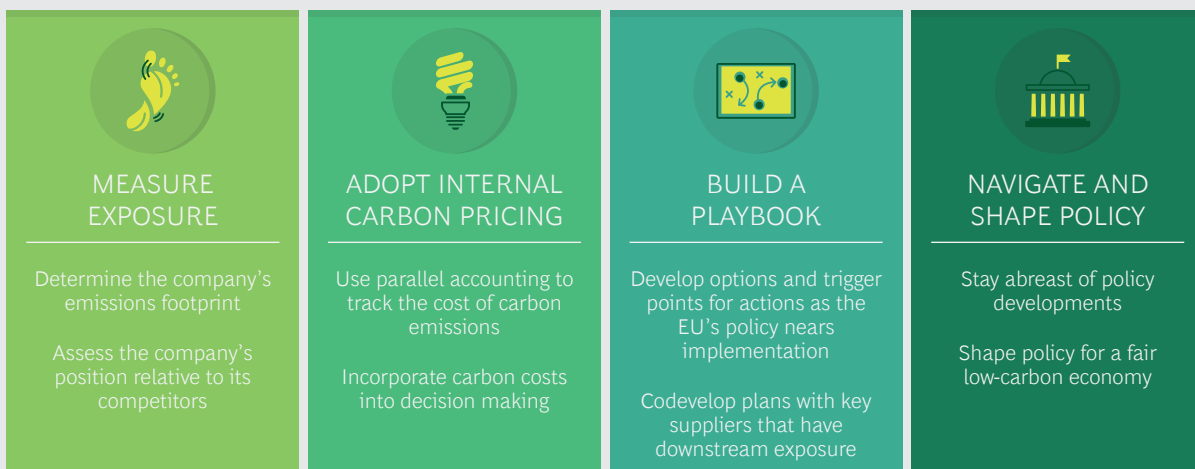 MEASURE
EXPOSURE
Determine the company's
emissions footprint
Assess the company's
position relative to its
competitors
ADOPT INTERNAL
CARBON PRICING
Use parallel accounting to
track the cost of carbon
emissions
Incorporate carbon costs
into decision making
BUILD A
PLAYBOOK
Develop options and trigger
points for actions as the
EU's policy nears
implementation
Codevelop plans with key
suppliers that have
downstream exposure
NAVIGATE AND
SHAPE POLICY
Stay abreast of policy
developments
Shape policy for a fair
low-carbon economy